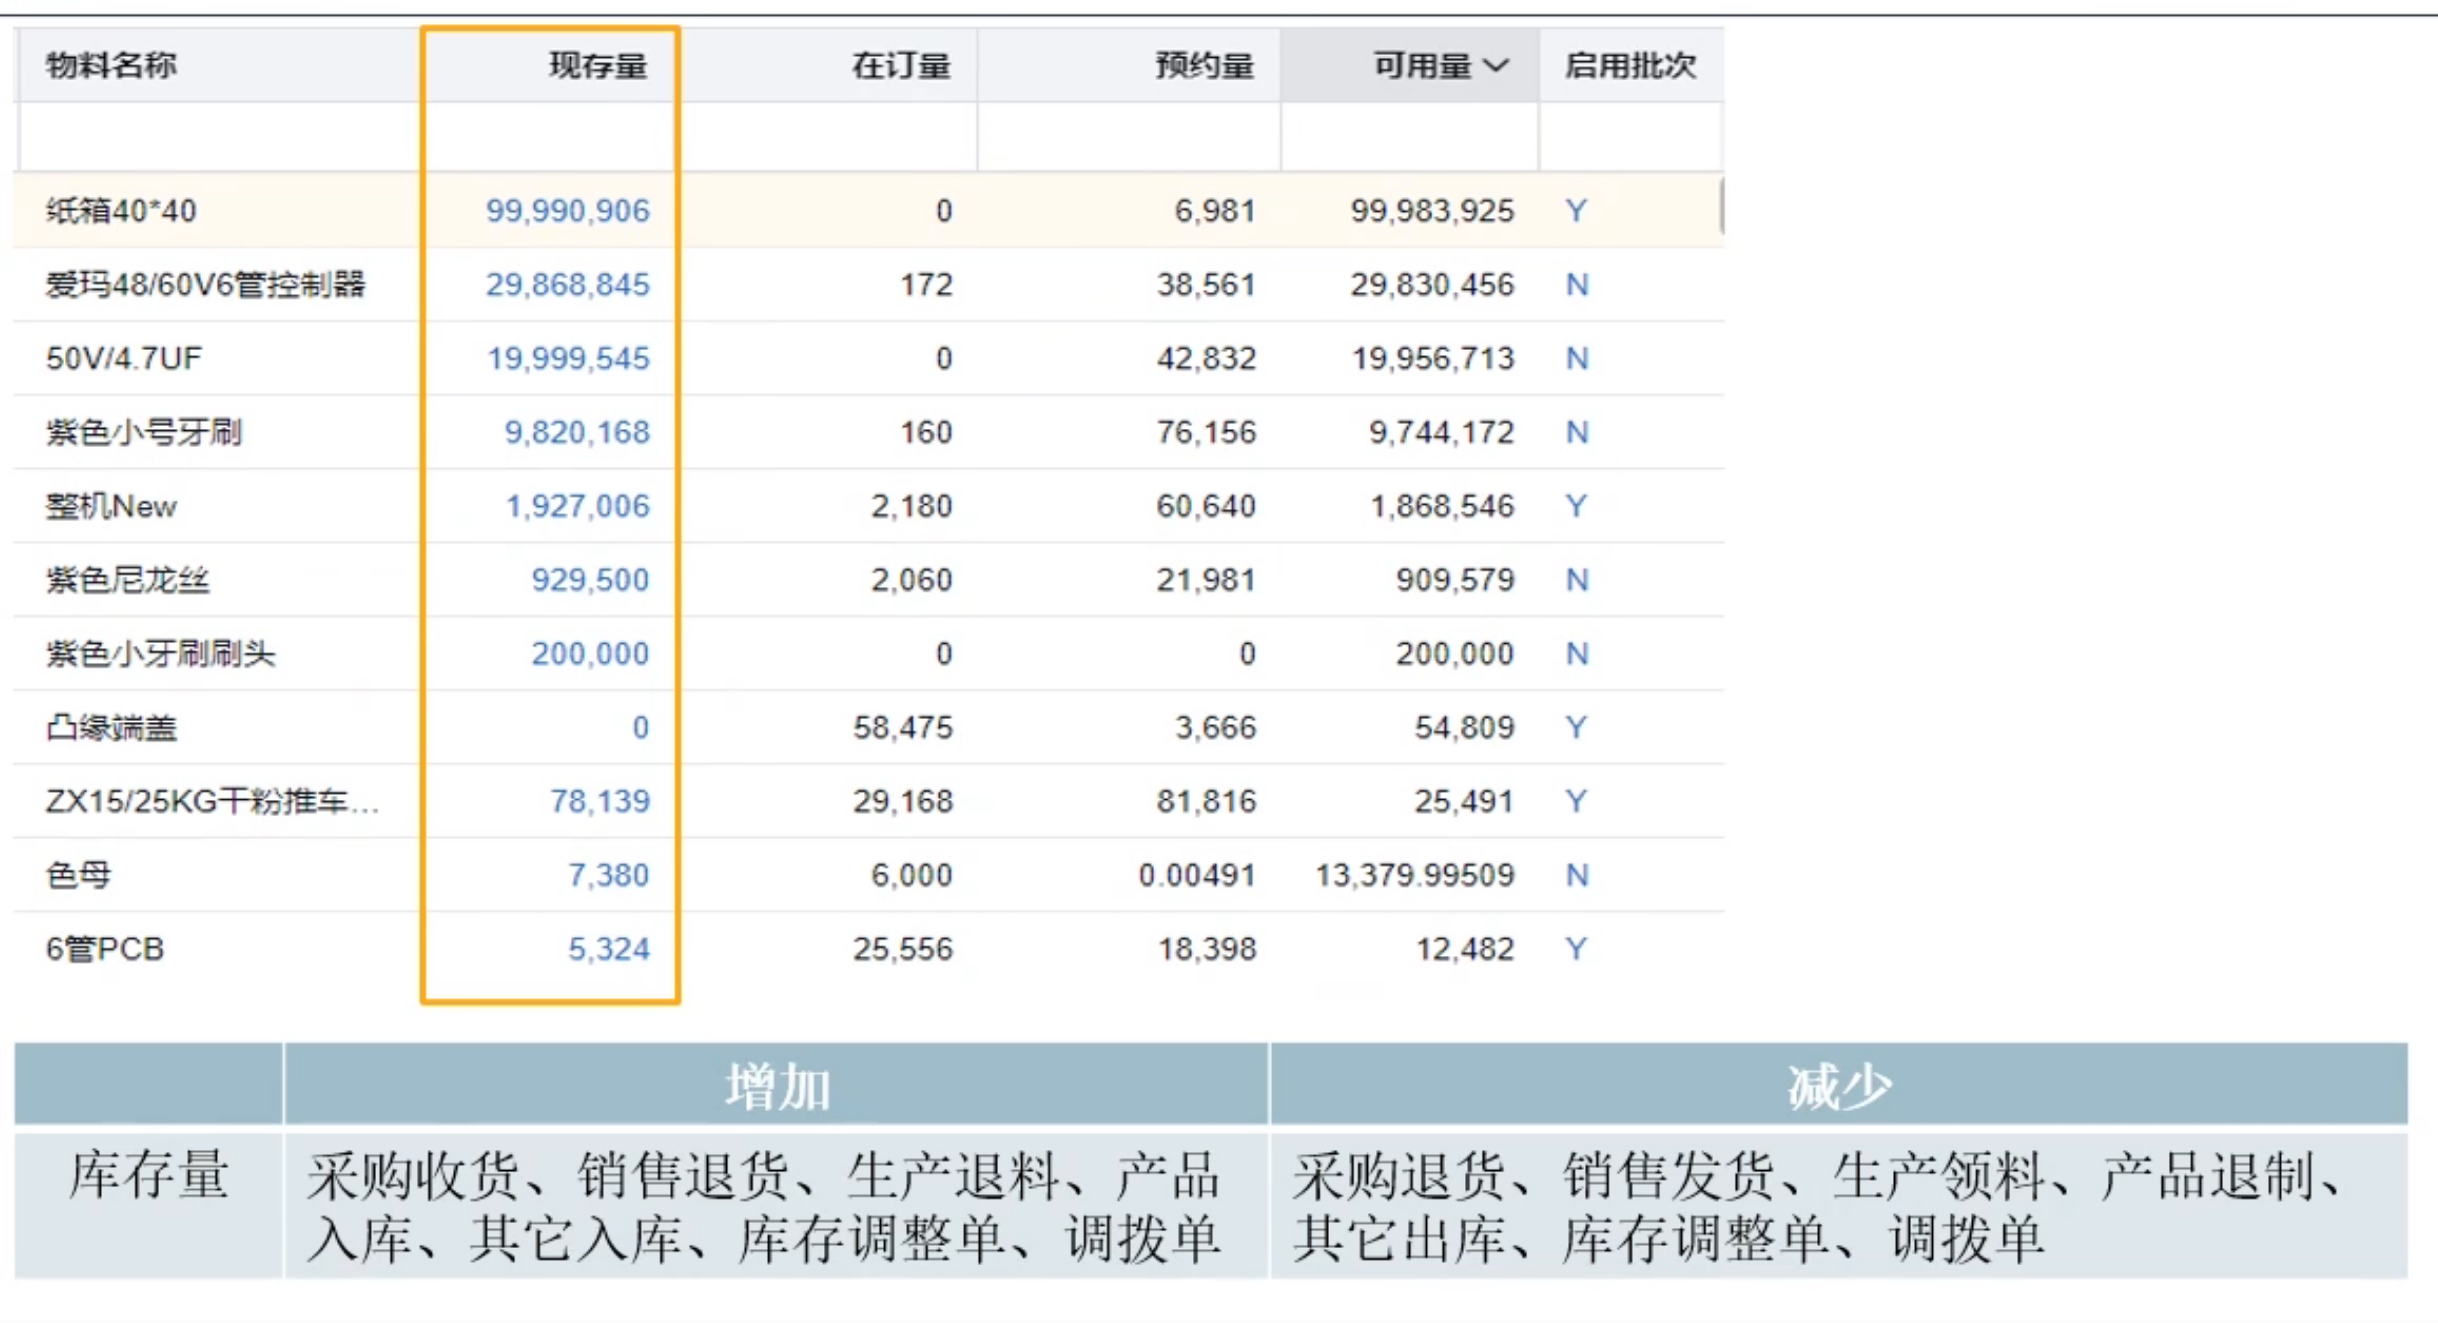 物料名称 现存量 在订量 预约量 可用量 启用批次
纸箱40*40 99,990,906 0 6,981 99,983,925 Y
爱玛48/60V6管控制器 29,868,845 172 38,561 29,830,456 N
50V/4.7UF 19,999,545 0 42,832 19,956,713 N
紫色小号牙刷 9,820,168 160 76,156 9,744,172 N
整机New 1,927,006 2,180 60,640 1,868,546 Y
紫色尼龙丝 929,500 2,060 21,981 909,579 N
紫色小牙刷刷头 200,000 0 0 200,000 N
凸缘端盖 0 58,475 3,666 54,809 Y
ZX15/25KG干粉推车... 78,139 29,168 81,816 25,491 Y
色母 7,380 6,000 0.00491 13,379.99509 N
6管PCB 5,324 25,556 18,398 12,482 Y
增加 减少
库存量
采购收货、销售退货、生产退料、产品
入库、其它入库、库存调整单、调拨单
采购退货、销售发货、生产领料、产品退制、
其它出库、库存调整单、调拨单